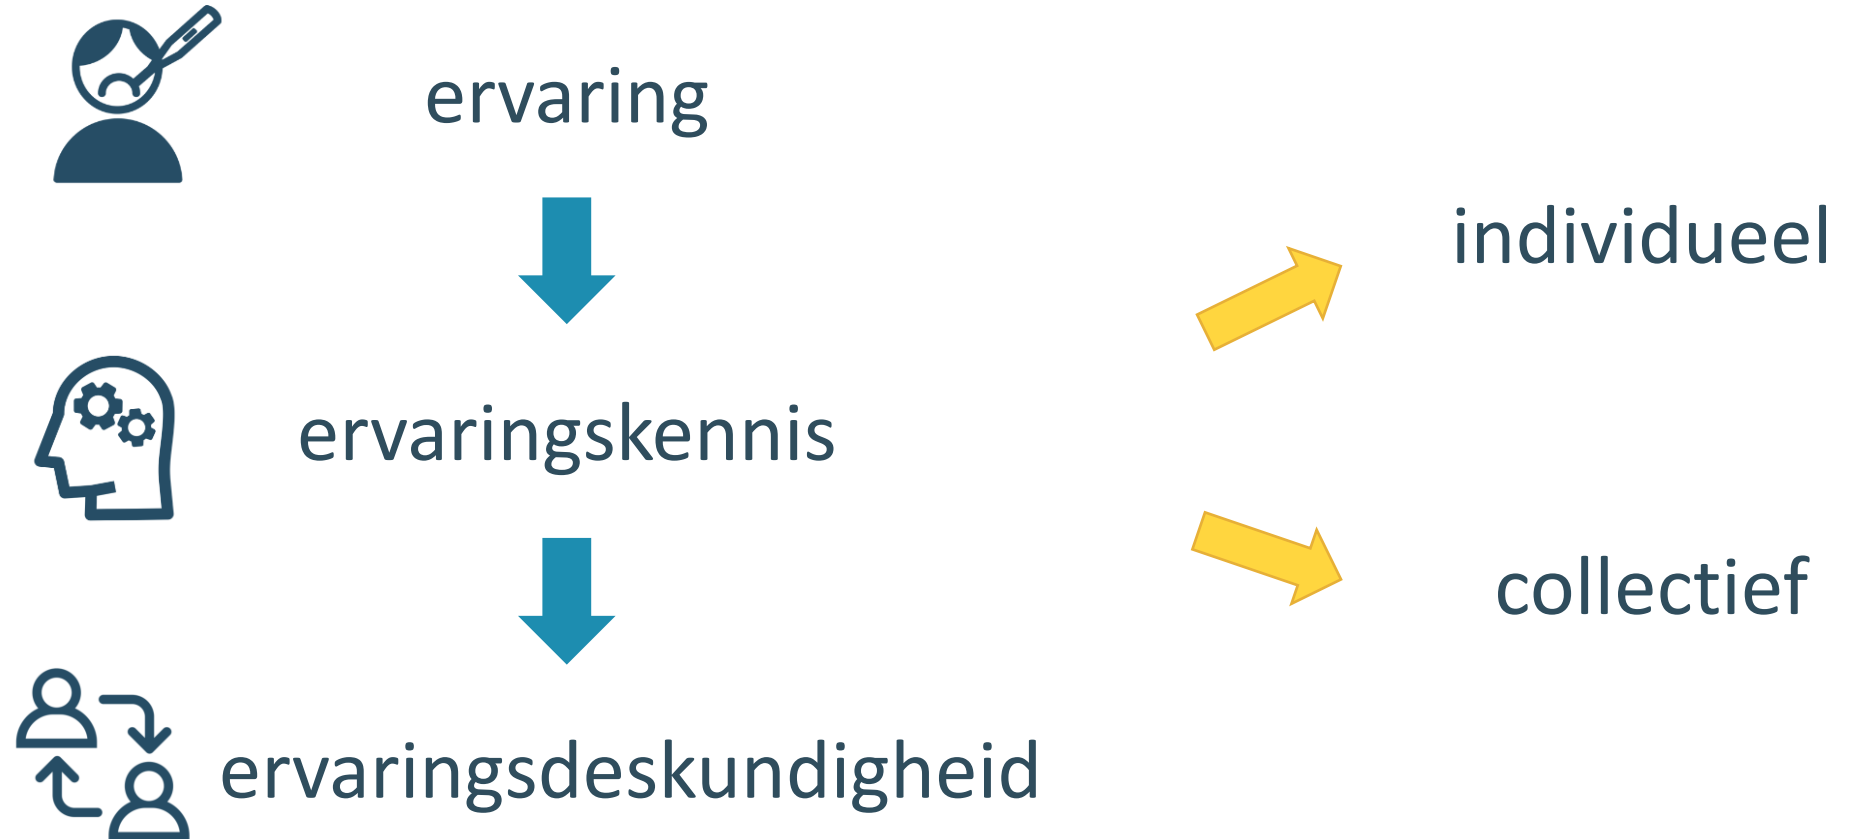 ervaring
ervaringskennis
ervaringsdeskundigheid
individueel
collectief